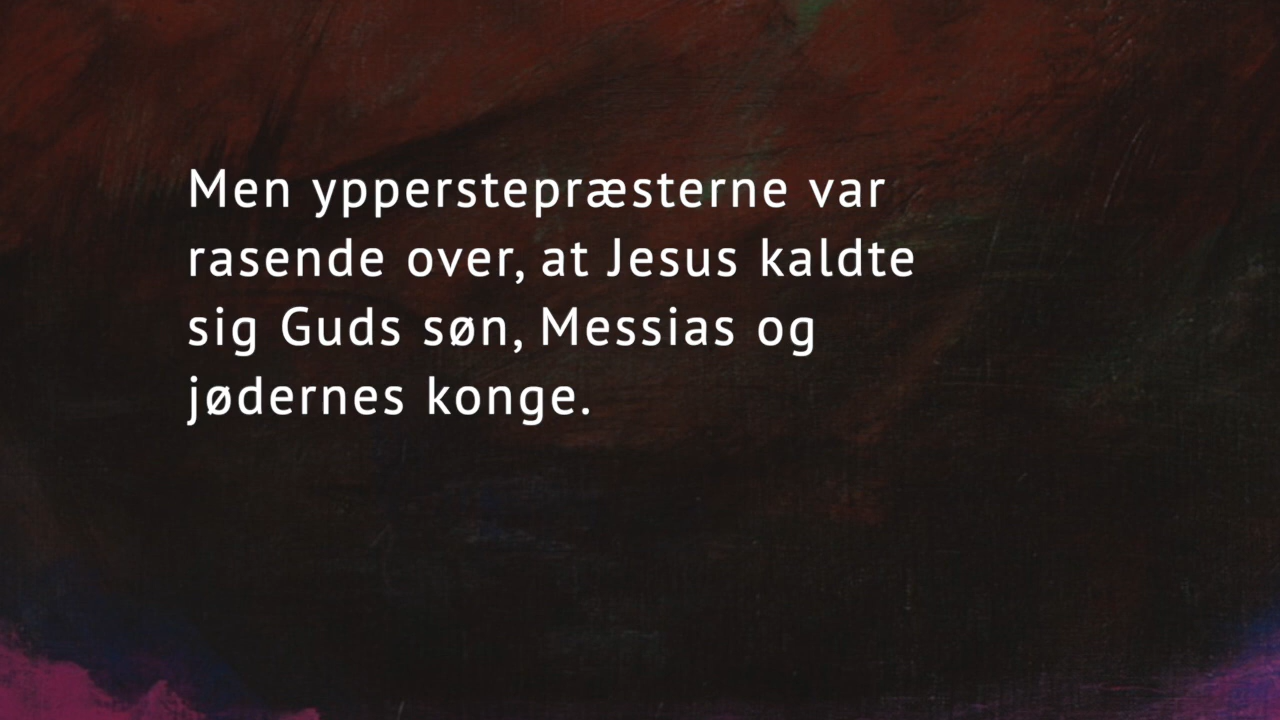 Men ypperstepræsterne var
rasende over, at Jesus kaldte
sig Guds søn, Messias og
jødernes konge.